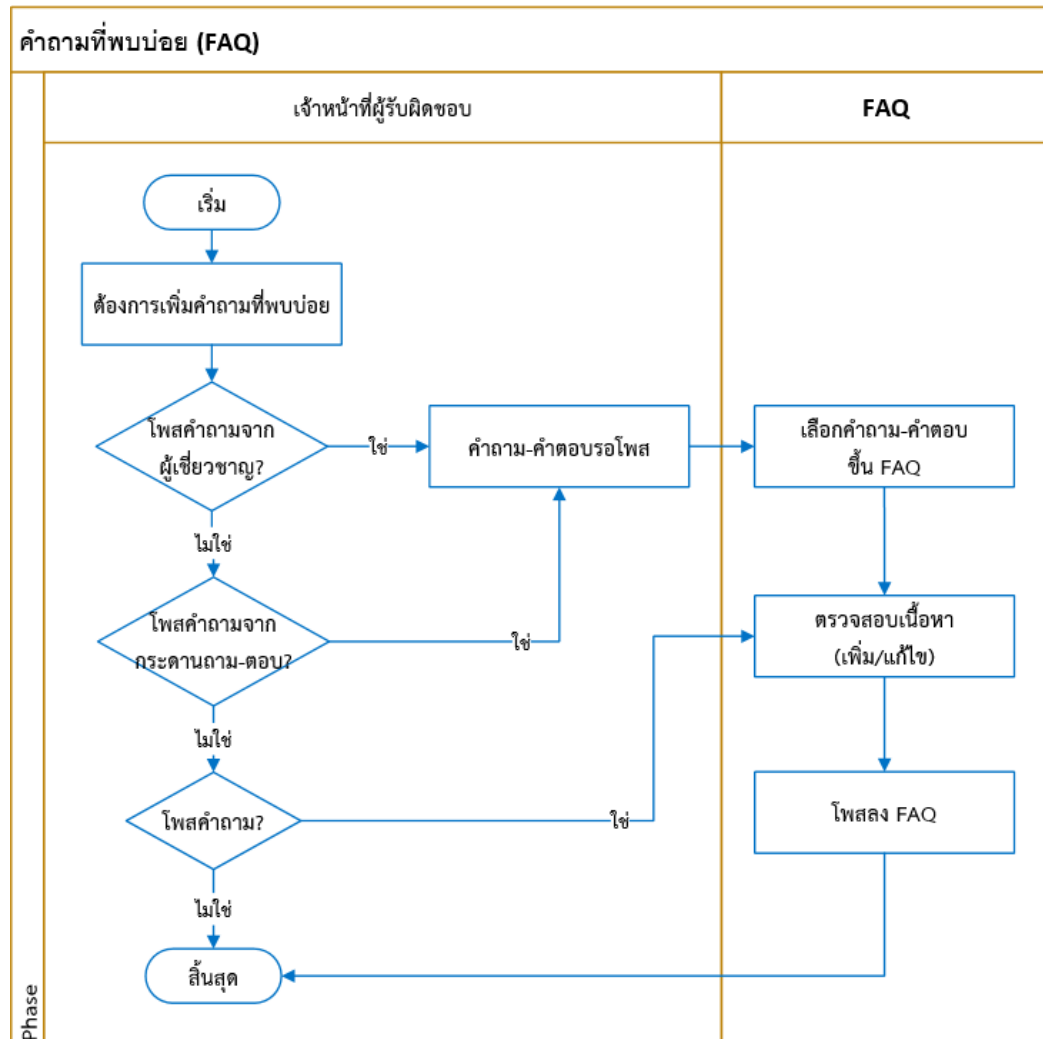 คำถามที่พบบ่อย (FAQ)
เจ้าหน้าที่ผู้รับผิดชอบ
FAQ
เริ่ม
ต้องการเพิ่มคำถามที่พบบ่อย
โพสคำถามจาก
ผู้เชี่ยวชาญ?
ใช่
คำถาม-คำตอบรอโพส
เลือกคำถาม-คำตอบ
ขึ้น FAQ
ไม่ใช่
โพสคำถามจาก
กระดานถาม-ตอบ?
ใช่
ตรวจสอบเนื้อหา
(เพิ่ม/แก้ไข)
ไม่ใช่
โพสคำถาม?
ใช่
โพสลง FAQ
ไม่ใช่
สิ้นสุด
Phase